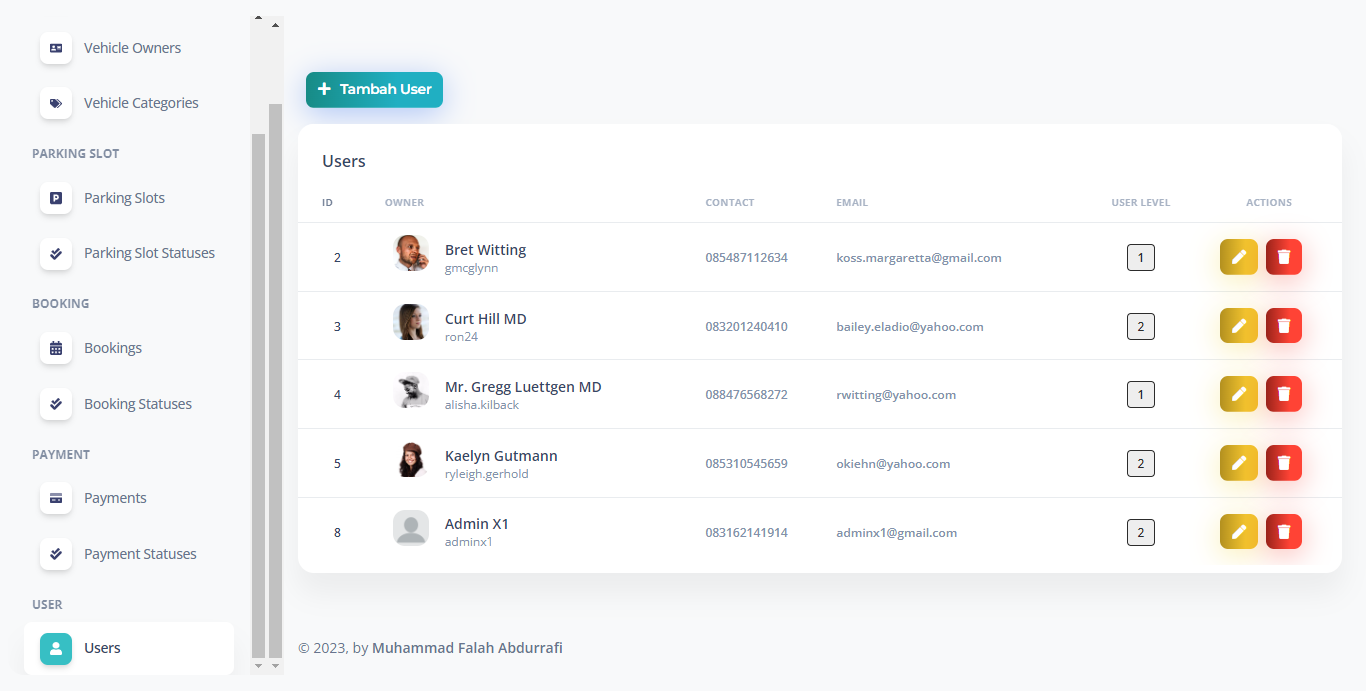 Vehicle Owners
Vehicle Categories
PARKING SLOT
Parking Slots
Parking Slot Statuses
BOOKING
Bookings
Booking Statuses
PAYMENT
Payments
Payment Statuses
USER
Users
Tambah User
Users
ID OWNER CONTACT EMAIL USER LEVEL ACTIONS
2 Bret Witting 085487112634 koss.margaretta@gmail.com 1
gmcglynn
3 Curt Hill MD 083201240410 bailey.eladio@yahoo.com 2
ron24
4 Mr. Gregg Luettgen MD 088476568272 rwitting@yahoo.com 1
alisha.kilback
5 Kaelyn Gutmann 085310545659 okiehn@yahoo.com 2
ryleigh.gerhold
8 Admin X1 083162141914 adminx1@gmail.com 2
adminx1
© 2023, by Muhammad Falah Abdurrafi